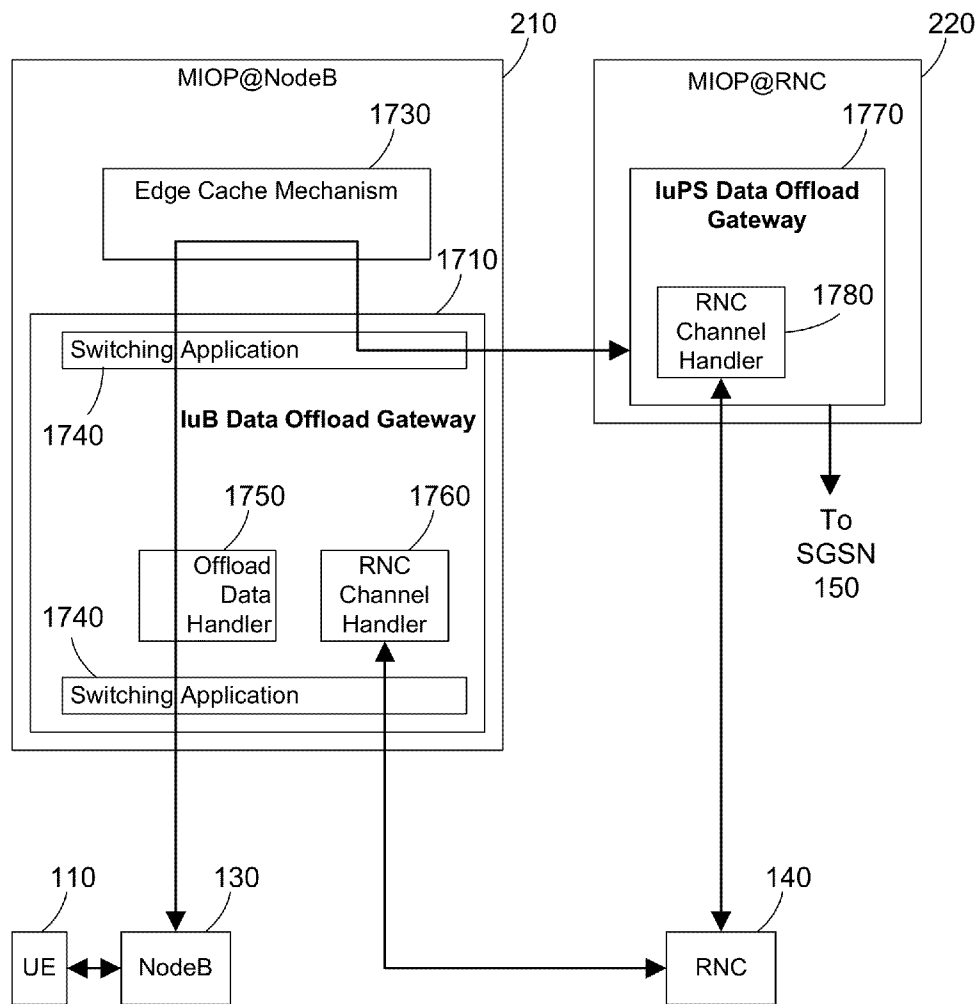 210
220
MIOP@NodeB
MIOP@RNC
1730
1770
Edge Cache Mechanism
IuPS Data Offload
Gateway
1710
RNC
Channel
Handler
1780
Switching Application
1740
IuB Data Offload Gateway
1750
1760
Offload
Data
Handler
RNC
Channel
Handler
To
SGSN
150
1740
Switching Application
110
130
140
UE
NodeB
RNC